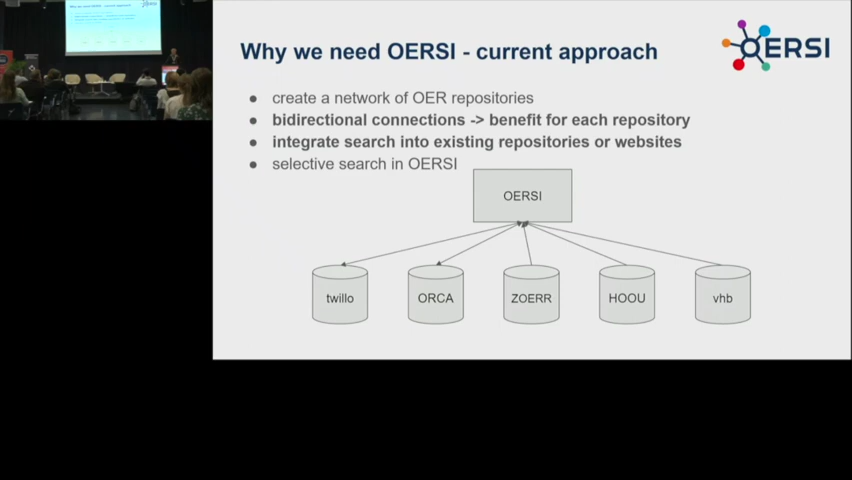 Why we need OERSI - current approach
OERSI
● create a network of OER repositories
● bidirectional connections -> benefit for each repository
● integrate search into existing repositories or websites
● selective search in OERSI
OERSI
twillo
ORCA
ZOERR
HOOU
vhb